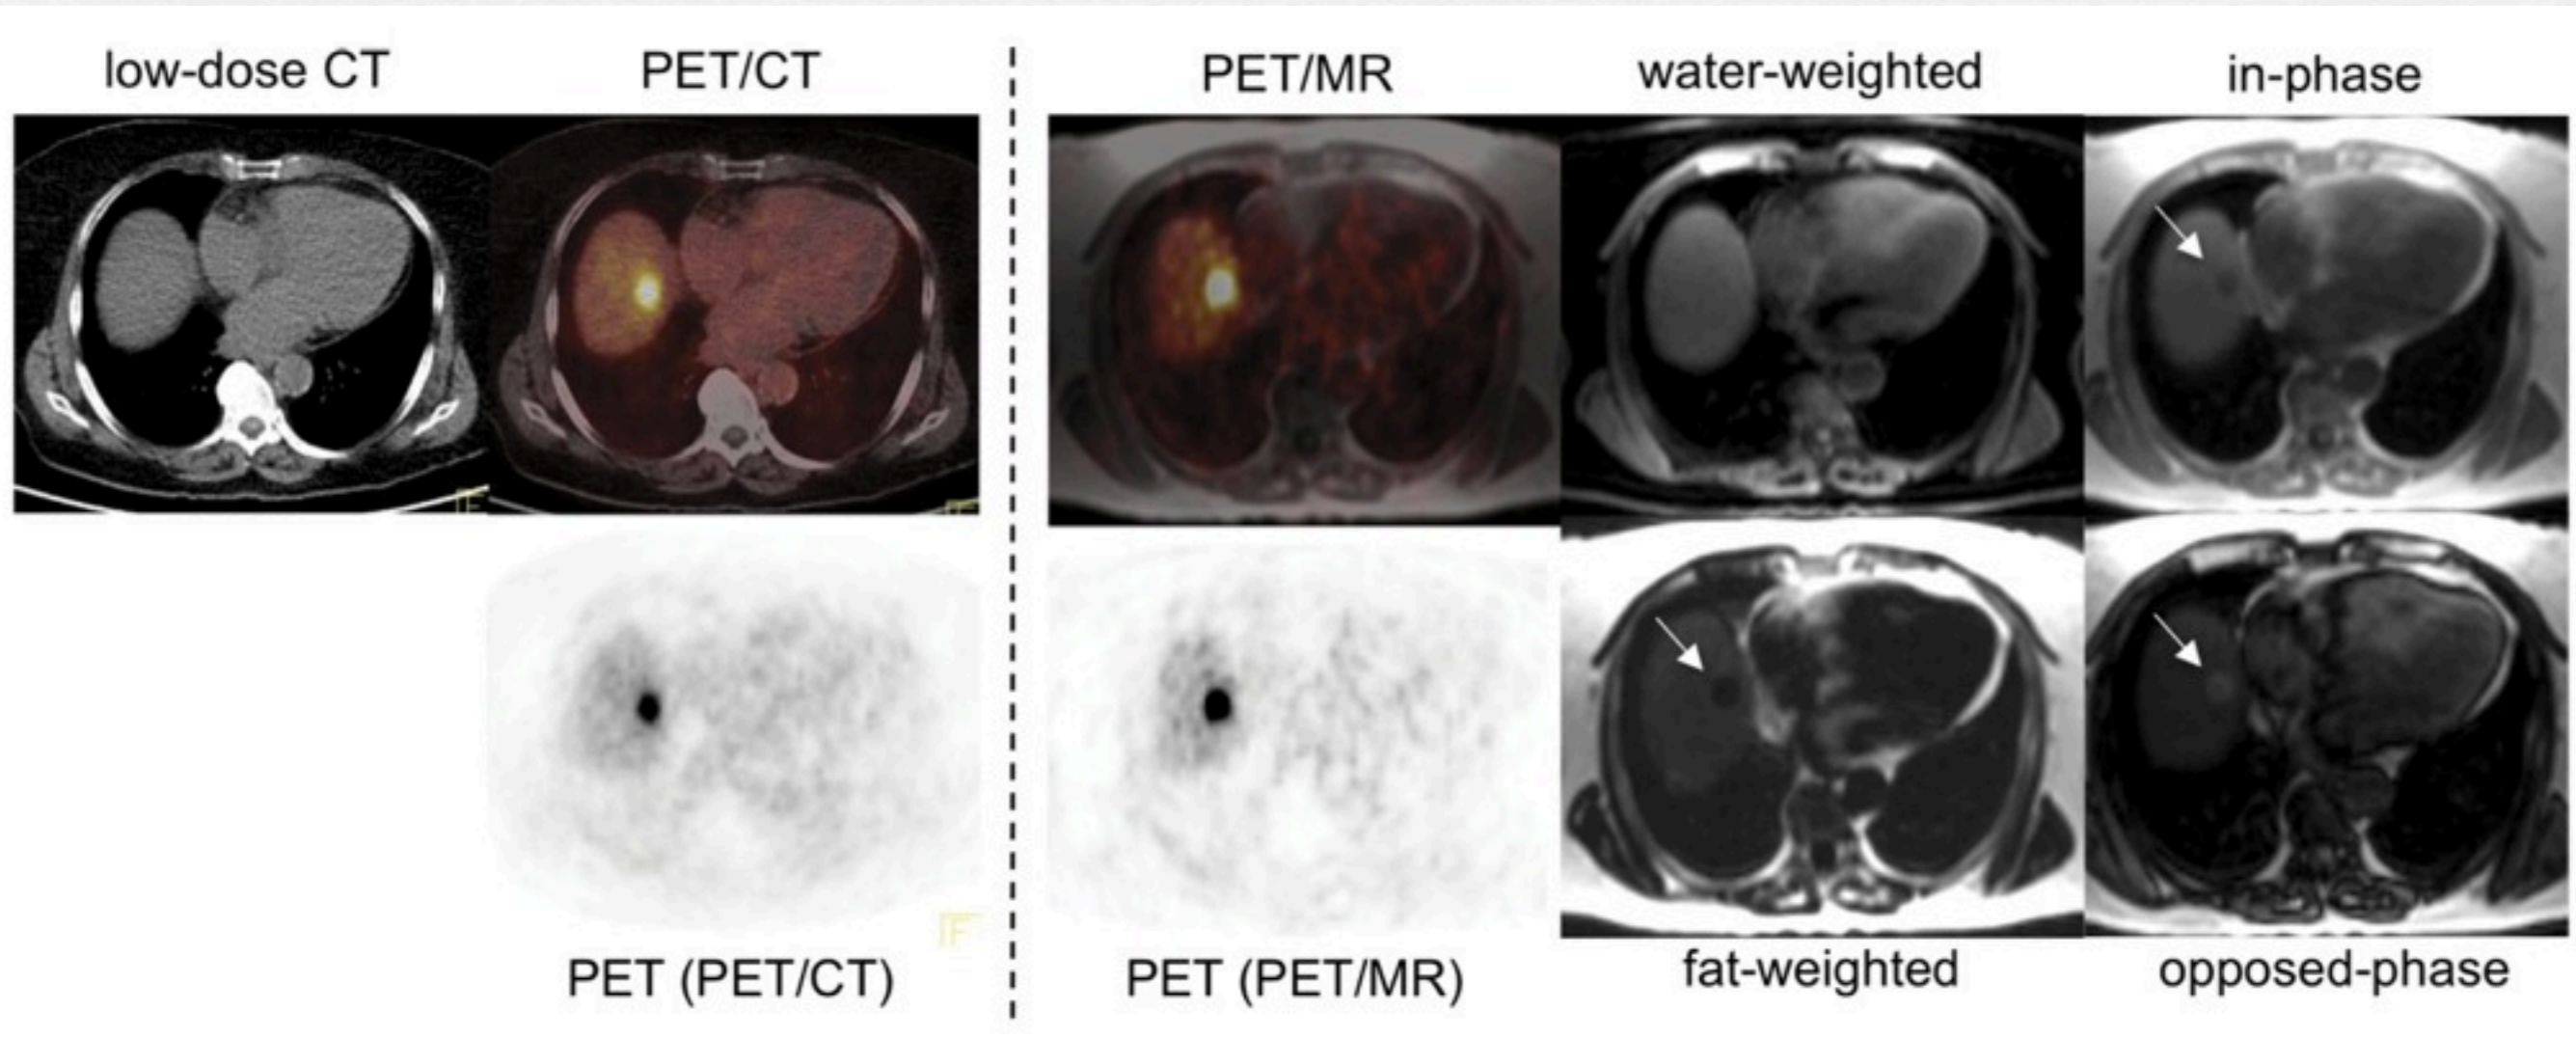 low-dose CT
PET/CT
PET/MR
water-weighted
in-phase
PET (PET/CT)
PET (PET/MR)
fat-weighted
opposed-phase